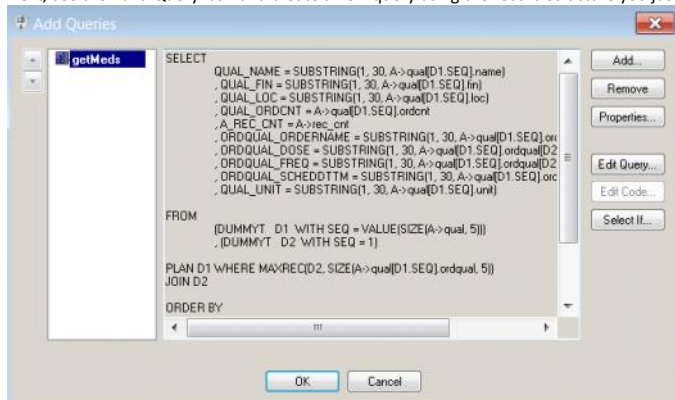 Add Queries
getMeds
SELECT
QUAL_NAME = SUBSTRING(1, 30, A->qual[D1.SEQ].name)
, QUAL_FIN = SUBSTRING(1, 30, A->qual[D1.SEQ].fin)
, QUAL_LOC = SUBSTRING(1, 30, A->qual[D1.SEQ].loc)
, QUAL_ORDCNT = A->qual[D1.SEQ].ordcnt
, A_REC_CNT = A->rec_cnt
, ORDQUAL_ORDERNAME = SUBSTRING(1, 30, A->qual[D1.SEQ].ord
, ORDQUAL_DOSE = SUBSTRING(1, 30, A->qual[D1.SEQ].ordqual[D2
, ORDQUAL_FREQ = SUBSTRING(1, 30, A->qual[D1.SEQ].ordqual[D2
, ORDQUAL_SCHEDDTTM = SUBSTRING(1, 30, A->qual[D1.SEQ].orc
, QUAL_UNIT = SUBSTRING(1, 30, A->qual[D1.SEQ].unit)
FROM
(DUMMYT D1 WITH SEQ = VALUE(SIZE(A->qual, 5)))
, (DUMMYT D2 WITH SEQ = 1)
PLAN D1 WHERE MAXREC(D2, SIZE(A->qual[D1.SEQ].ordqual, 5))
JOIN D2
ORDER BY
Add...
Remove
Properties...
Edit Query...
Edit Code...
Select If...
OK
Cancel